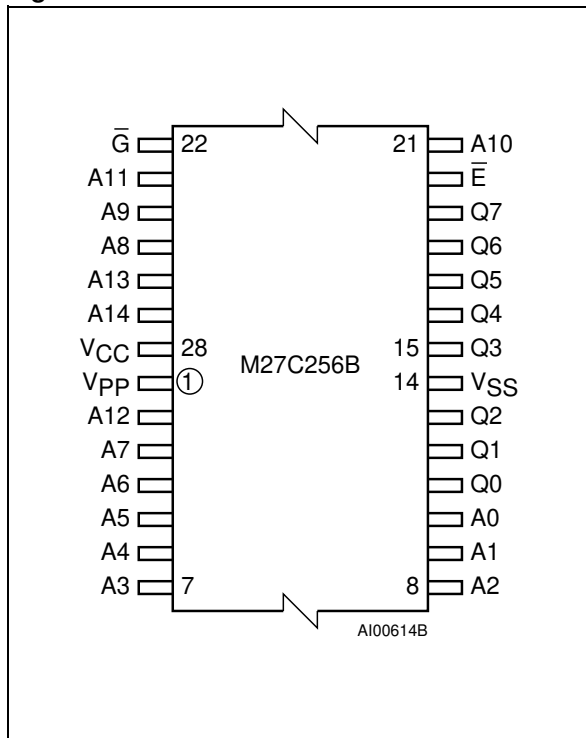 G̅ 22 21 A10
A11 E̅
A9 Q7
A8 Q6
A13 Q5
A14 Q4
VCC 28 15 Q3
M27C256B
VPP 1 14 VSS
A12 Q2
A7 Q1
A6 Q0
A5 A0
A4 A1
A3 7 8 A2
AI00614B